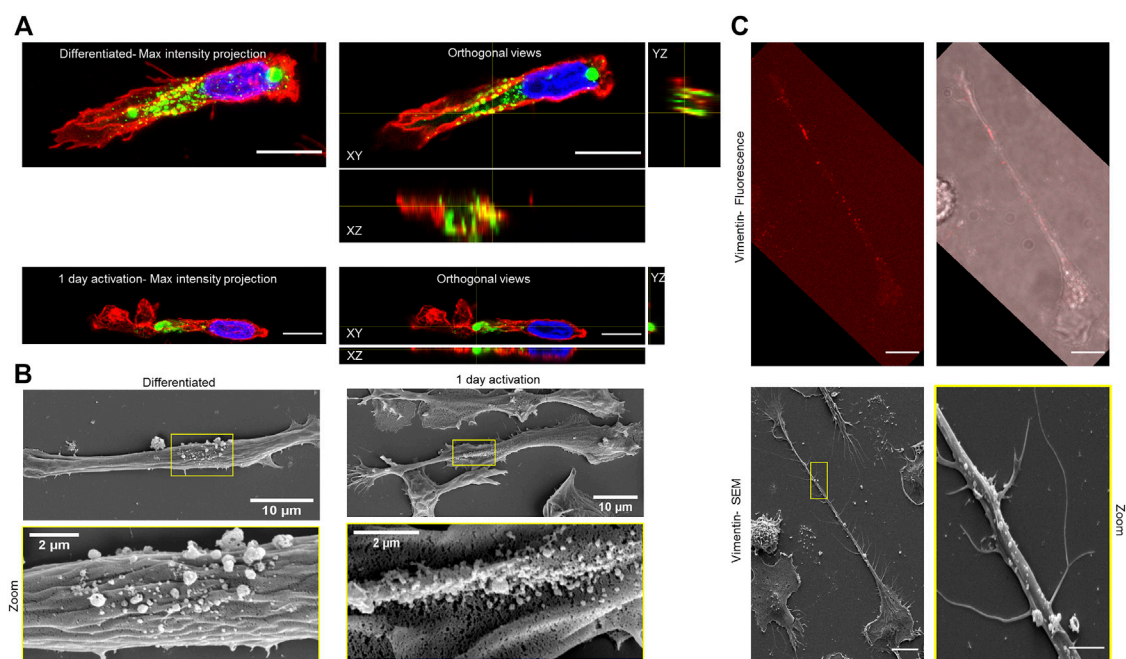 A
Differentiated- Max intensity projection
Orthogonal views
YZ
XY
XZ
1 day activation- Max intensity projection
Orthogonal views
YZ
XY
XZ
B
Differentiated
1 day activation
10 µm
10 µm
Zoom
2 µm
2 µm
C
Vimentin- Fluorescence
Vimentin- SEM
Zoom